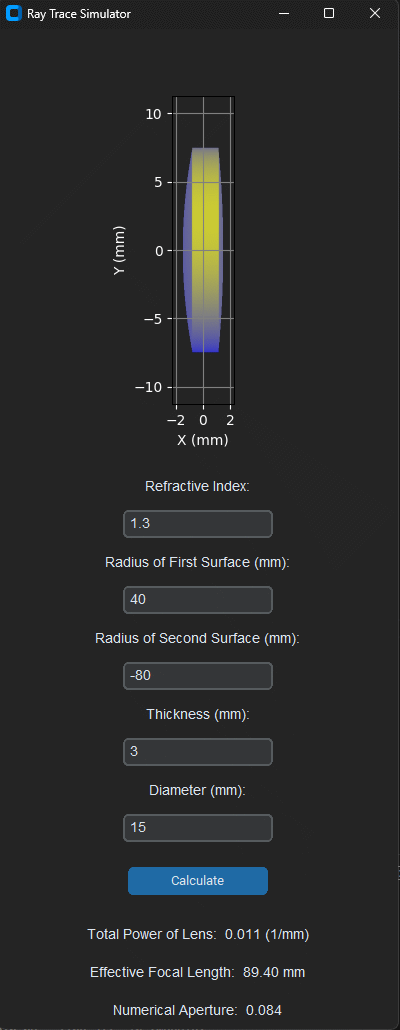 Ray Trace Simulator
10
5
0
−5
−10
Y (mm)
−2 0 2
X (mm)
Refractive Index:
1.3
Radius of First Surface (mm):
40
Radius of Second Surface (mm):
-80
Thickness (mm):
3
Diameter (mm):
15
Calculate
Total Power of Lens: 0.011 (1/mm)
Effective Focal Length: 89.40 mm
Numerical Aperture: 0.084